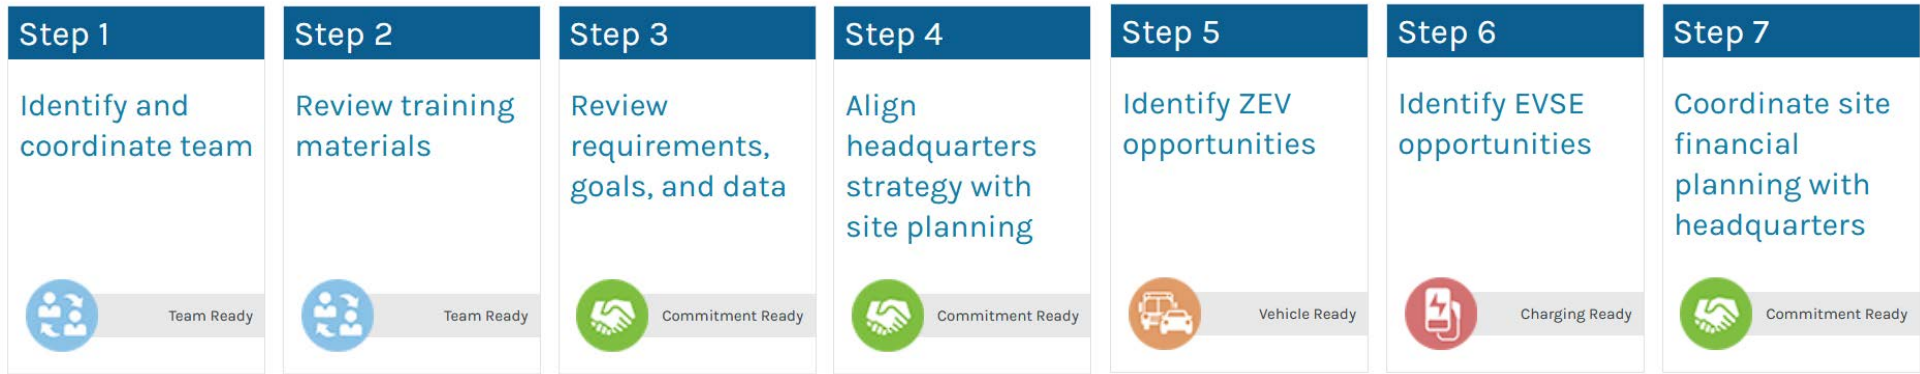 Step 1
Identify and
coordinate team
Team Ready
Step 2
Review training
materials
Team Ready
Step 3
Review
requirements,
goals, and data
Commitment Ready
Step 4
Align
headquarters
strategy with
site planning
Commitment Ready
Step 5
Identify ZEV
opportunities
Vehicle Ready
Step 6
Identify EVSE
opportunities
Charging Ready
Step 7
Coordinate site
financial
planning with
headquarters
Commitment Ready